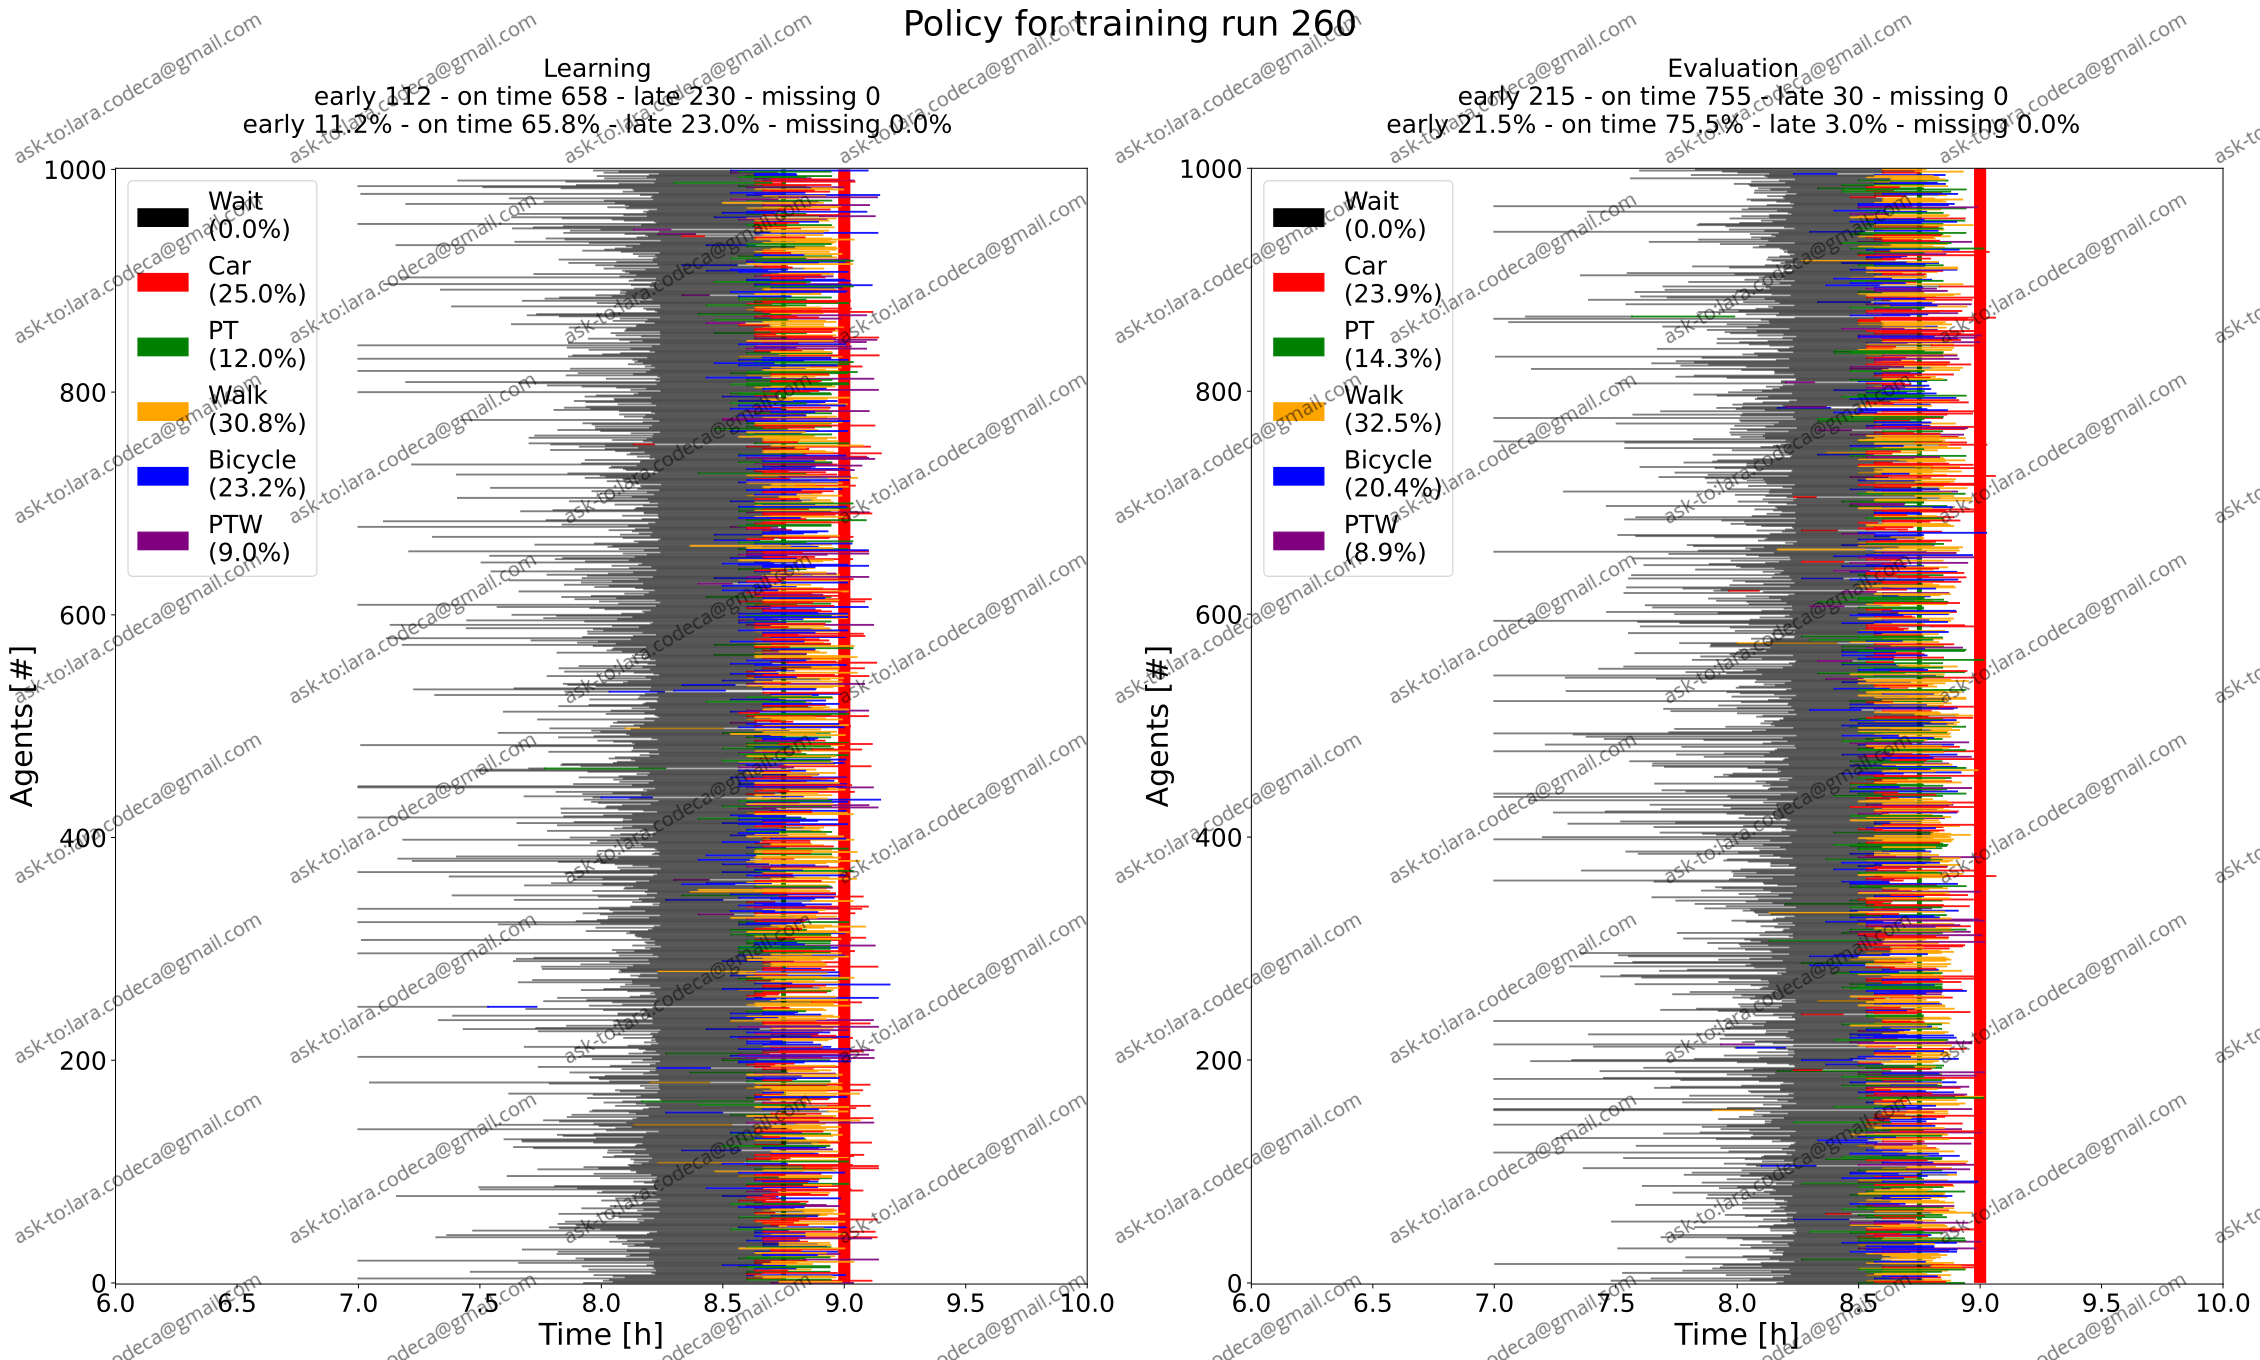 Policy for training run 260
Learning
early 112 - on time 658 - late 230 - missing 0
early 11.2% - on time 65.8% - late 23.0% - missing 0.0%
Agents [#]
1000
800
600
400
200
0
Wait
(0.0%)
Car
(25.0%)
PT
(12.0%)
Walk
(30.8%)
Bicycle
(23.2%)
PTW
(9.0%)
6.0 6.5 7.0 7.5 8.0 8.5 9.0 9.5 10.0
Time [h]
Evaluation
early 215 - on time 755 - late 30 - missing 0
early 21.5% - on time 75.5% - late 3.0% - missing 0.0%
Agents [#]
1000
800
600
400
200
0
Wait
(0.0%)
Car
(23.9%)
PT
(14.3%)
Walk
(32.5%)
Bicycle
(20.4%)
PTW
(8.9%)
6.0 6.5 7.0 7.5 8.0 8.5 9.0 9.5 10.0
Time [h]
ask-to:lara.codeca@gmail.com